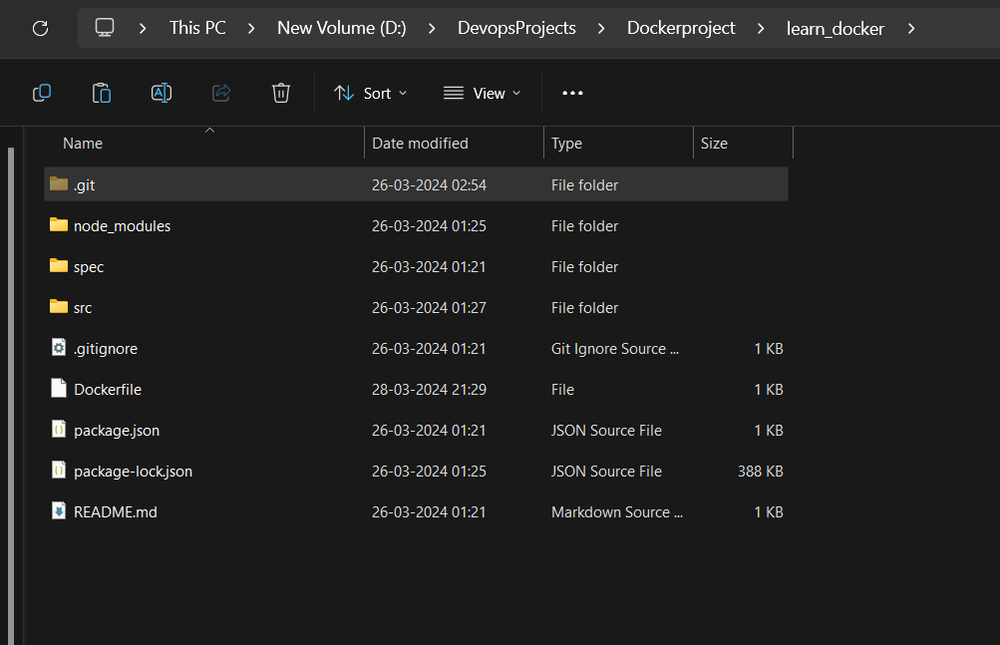 This PC > New Volume (D:) > DevopsProjects > Dockerproject > learn_docker >
Sort View
Name Date modified Type Size
.git 26-03-2024 02:54 File folder
node_modules 26-03-2024 01:25 File folder
spec 26-03-2024 01:21 File folder
src 26-03-2024 01:27 File folder
.gitignore 26-03-2024 01:21 Git Ignore Source ... 1 KB
Dockerfile 28-03-2024 21:29 File 1 KB
package.json 26-03-2024 01:21 JSON Source File 1 KB
package-lock.json 26-03-2024 01:25 JSON Source File 388 KB
README.md 26-03-2024 01:21 Markdown Source ... 1 KB